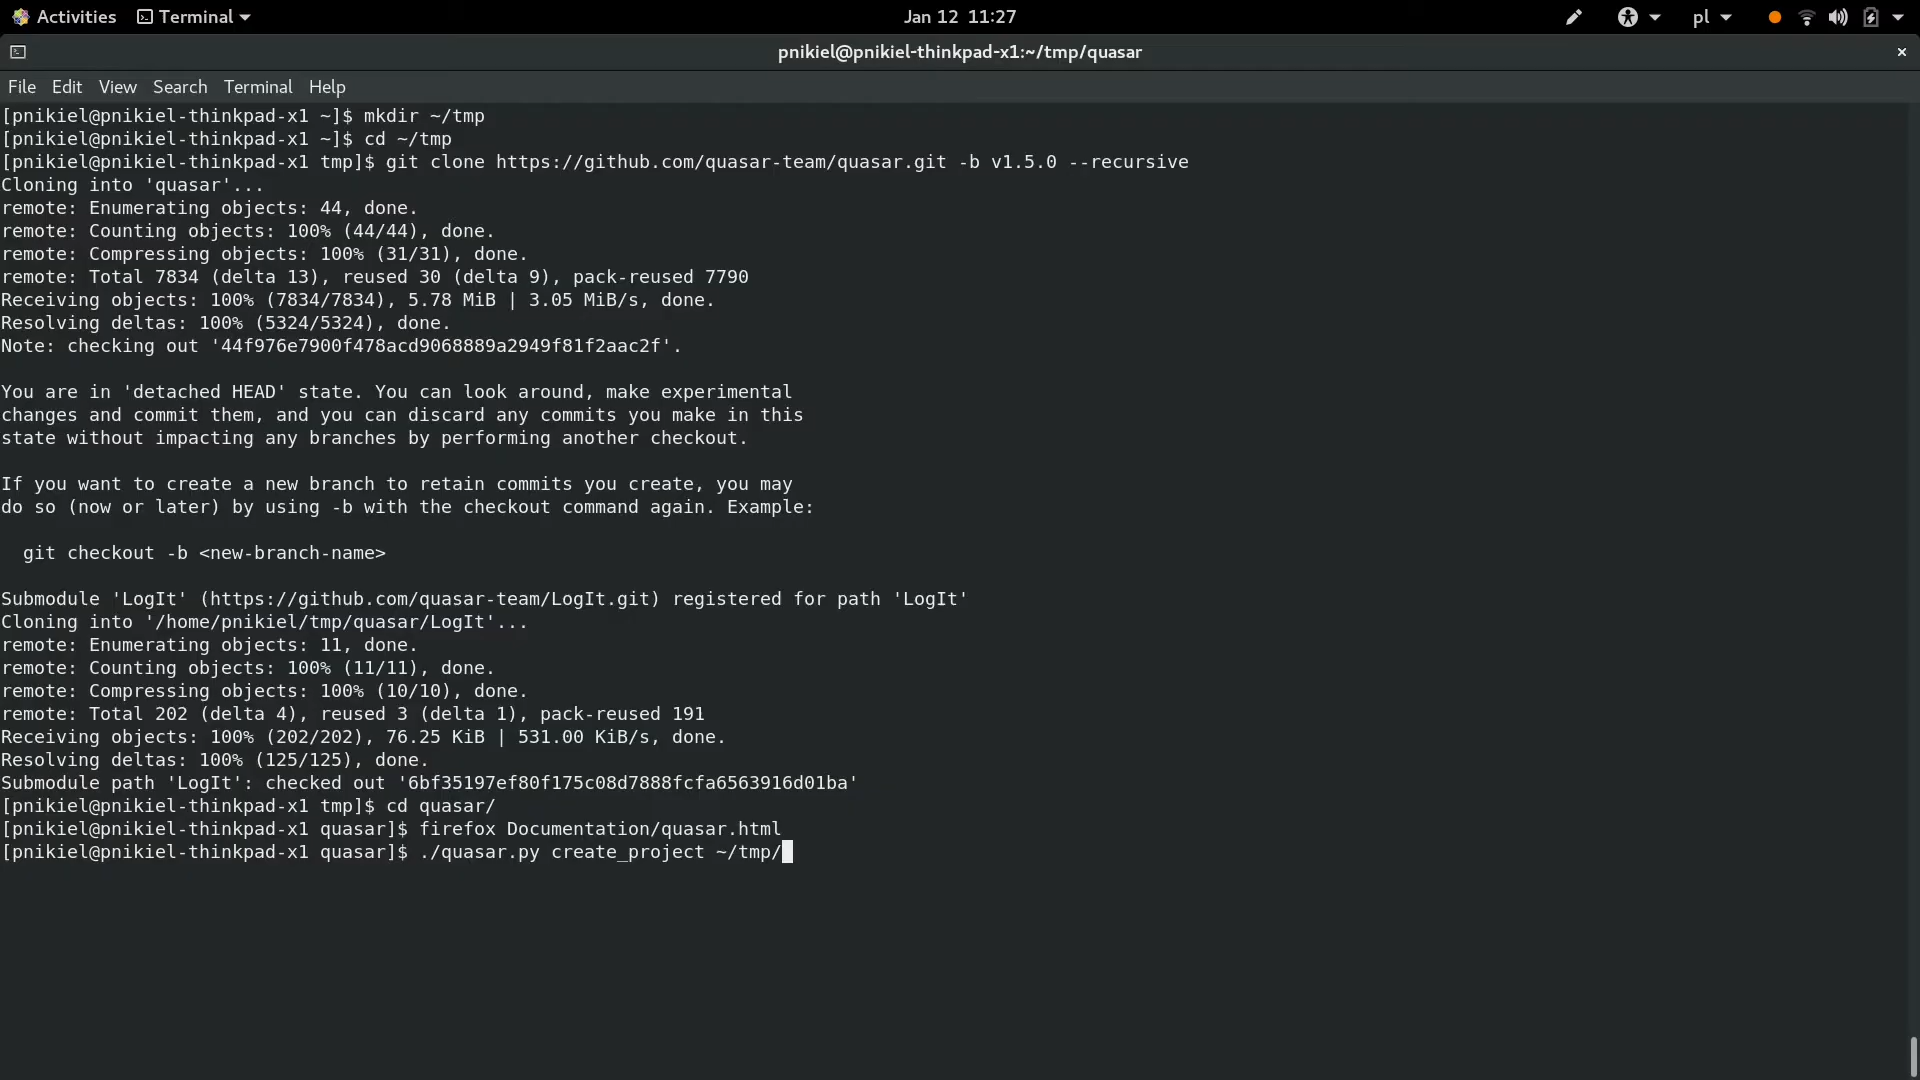 Activities Terminal Jan 12 11:27 pl
pnikiel@pnikiel-thinkpad-x1:~/tmp/quasar
File Edit View Search Terminal Help
[pnikiel@pnikiel-thinkpad-x1 ~]$ mkdir ~/tmp
[pnikiel@pnikiel-thinkpad-x1 ~]$ cd ~/tmp
[pnikiel@pnikiel-thinkpad-x1 tmp]$ git clone https://github.com/quasar-team/quasar.git -b v1.5.0 --recursive
Cloning into 'quasar'...
remote: Enumerating objects: 44, done.
remote: Counting objects: 100% (44/44), done.
remote: Compressing objects: 100% (31/31), done.
remote: Total 7834 (delta 13), reused 30 (delta 9), pack-reused 7790
Receiving objects: 100% (7834/7834), 5.78 MiB | 3.05 MiB/s, done.
Resolving deltas: 100% (5324/5324), done.
Note: checking out '44f976e7900f478acd9068889a2949f81f2aac2f'.
You are in 'detached HEAD' state. You can look around, make experimental
changes and commit them, and you can discard any commits you make in this
state without impacting any branches by performing another checkout.
If you want to create a new branch to retain commits you create, you may
do so (now or later) by using -b with the checkout command again. Example:
git checkout -b <new-branch-name>
Submodule 'LogIt' (https://github.com/quasar-team/LogIt.git) registered for path 'LogIt'
Cloning into '/home/pnikiel/tmp/quasar/LogIt'...
remote: Enumerating objects: 11, done.
remote: Counting objects: 100% (11/11), done.
remote: Compressing objects: 100% (10/10), done.
remote: Total 202 (delta 4), reused 3 (delta 1), pack-reused 191
Receiving objects: 100% (202/202), 76.25 KiB | 531.00 KiB/s, done.
Resolving deltas: 100% (125/125), done.
Submodule path 'LogIt': checked out '6bf35197ef80f175c08d7888fcfa6563916d01ba'
[pnikiel@pnikiel-thinkpad-x1 tmp]$ cd quasar/
[pnikiel@pnikiel-thinkpad-x1 quasar]$ firefox Documentation/quasar.html
[pnikiel@pnikiel-thinkpad-x1 quasar]$ ./quasar.py create_project ~/tmp/